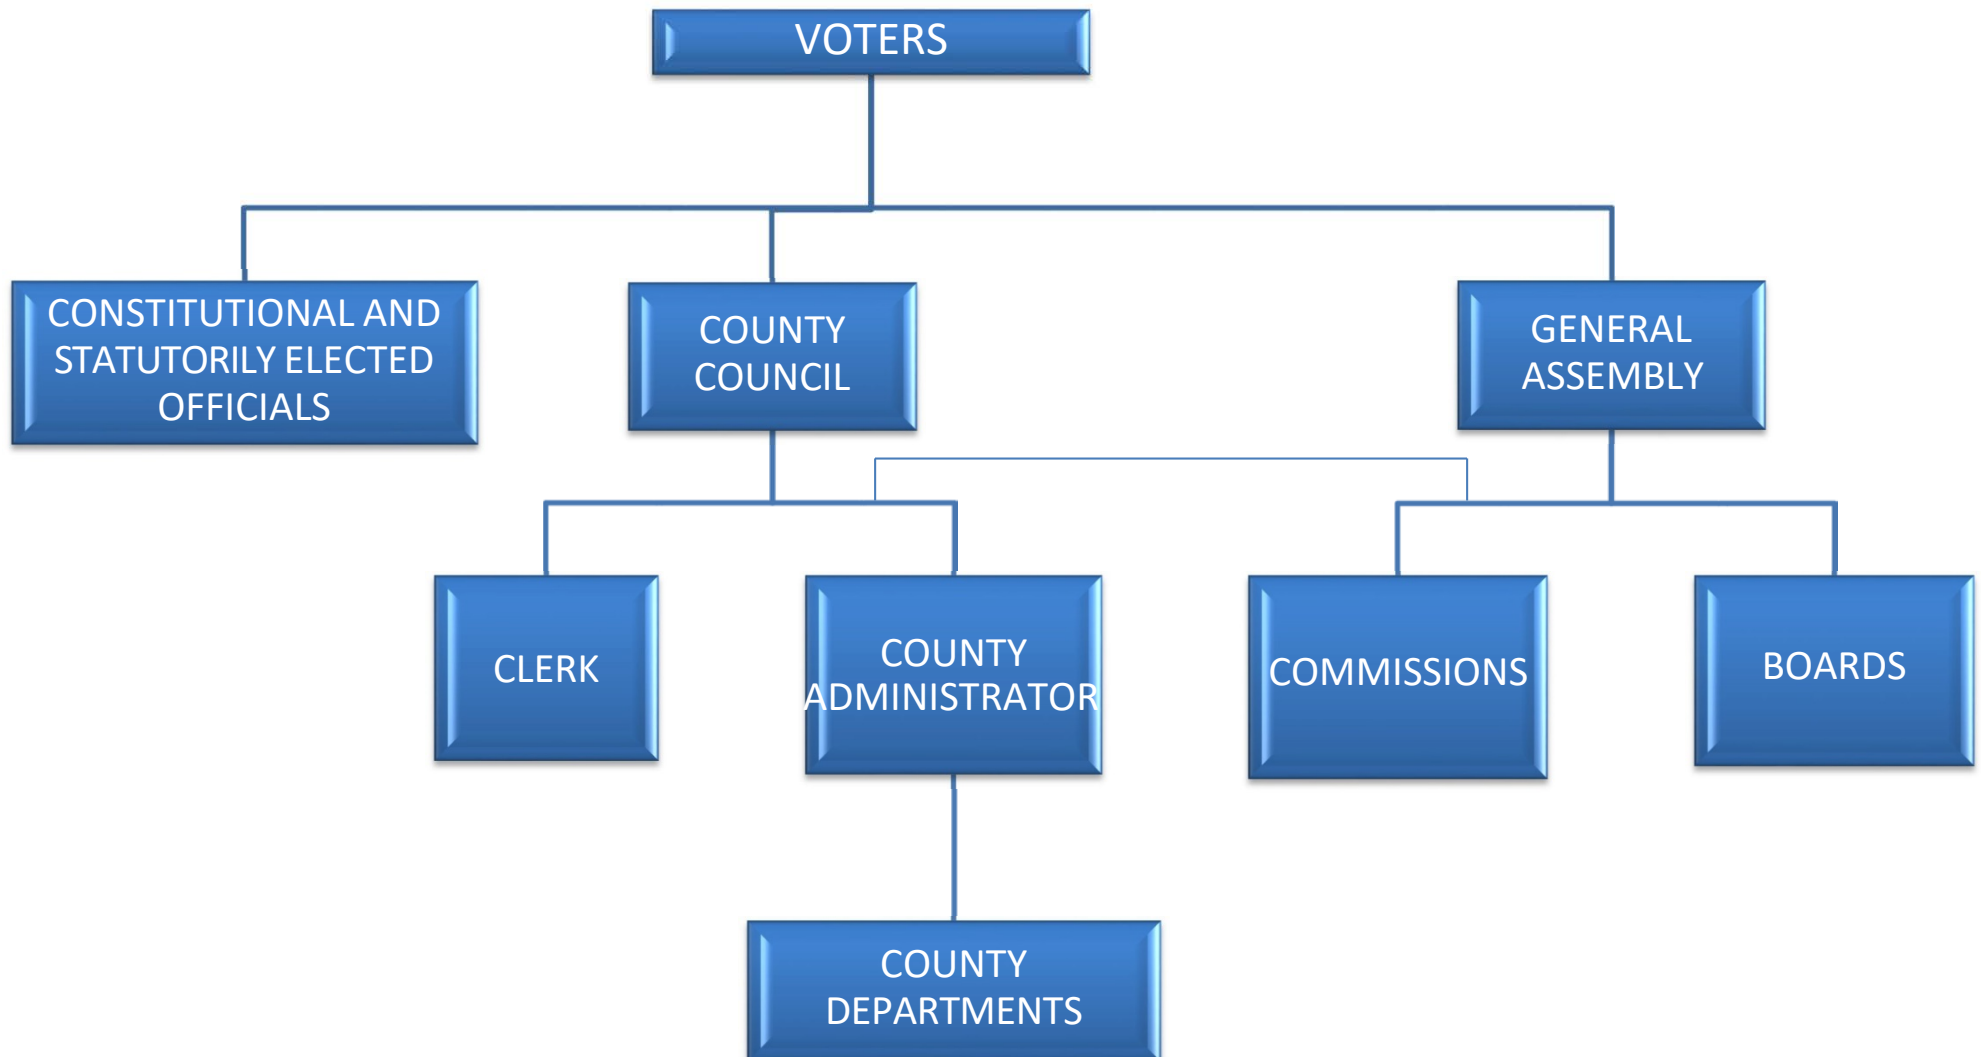 VOTERS
CONSTITUTIONAL AND
STATUTORILY ELECTED
OFFICIALS
COUNTY
COUNCIL
GENERAL
ASSEMBLY
CLERK
COUNTY
ADMINISTRATOR
COMMISSIONS
BOARDS
COUNTY
DEPARTMENTS